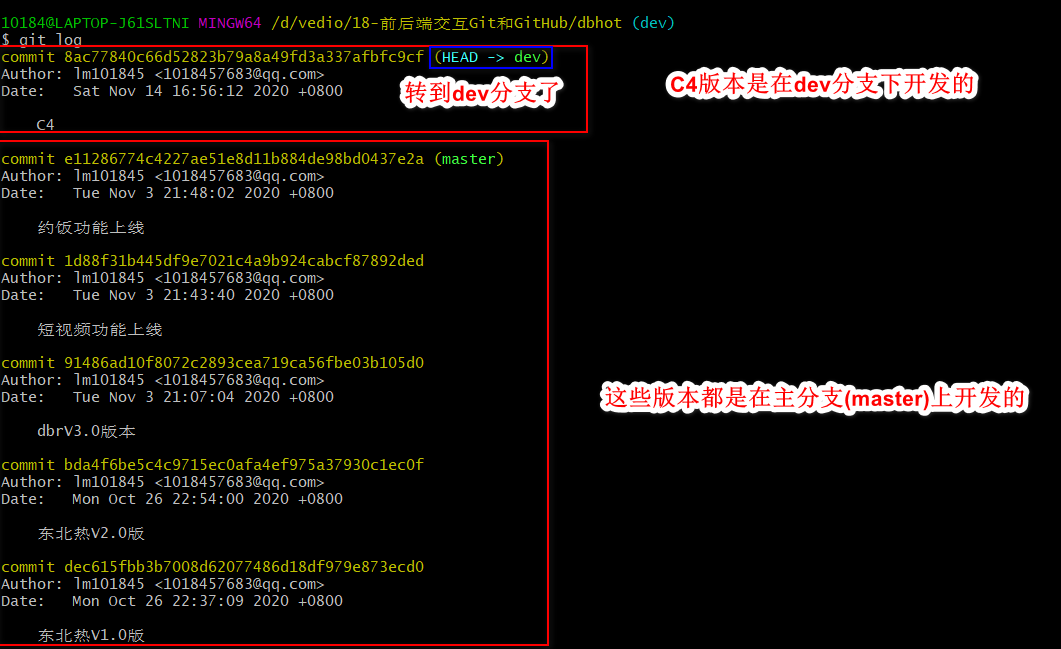 10184@LAPTOP-J61SLTNI MINGW64 /d/vedio/18-前后端交互Git和GitHub/dbhot (dev)
$ git log
commit 8ac77840c66d52823b79a8a49fd3a337afbfc9cf (HEAD -> dev)
Author: lm101845 <1018457683@qq.com>
Date:   Sat Nov 14 16:56:12 2020 +0800
转到dev分支了
C4版本是在dev分支下开发的
C4
commit e11286774c4227ae51e8d11b884de98bd0437e2a (master)
Author: lm101845 <1018457683@qq.com>
Date:   Tue Nov 3 21:48:02 2020 +0800
约饭功能上线
commit 1d88f31b445df9e7021c4a9b924cabcf87892ded
Author: lm101845 <1018457683@qq.com>
Date:   Tue Nov 3 21:43:40 2020 +0800
短视频功能上线
commit 91486ad10f8072c2893cea719ca56fbe03b105d0
Author: lm101845 <1018457683@qq.com>
Date:   Tue Nov 3 21:07:04 2020 +0800
这些版本都是在主分支(master)上开发的
dbrV3.0版本
commit bda4f6be5c4c9715ec0afa4ef975a37930c1ec0f
Author: lm101845 <1018457683@qq.com>
Date:   Mon Oct 26 22:54:00 2020 +0800
东北热V2.0版
commit dec615fbb3b7008d62077486d18df979e873ecd0
Author: lm101845 <1018457683@qq.com>
Date:   Mon Oct 26 22:37:09 2020 +0800
东北热V1.0版